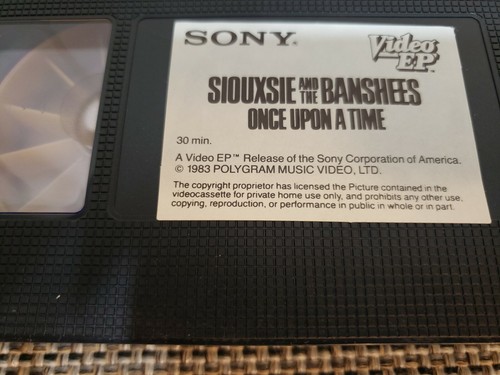 SONY.
Video
EP™
SIOUXSIE AND THE BANSHEES
ONCE UPON A TIME
30 min.
A Video EP™ Release of the Sony Corporation of America.
© 1983 POLYGRAM MUSIC VIDEO, LTD.
The copyright proprietor has licensed the Picture contained in the
videocassette for private home use only, and prohibits any other use,
copying, reproduction, or performance in public in whole or in part.